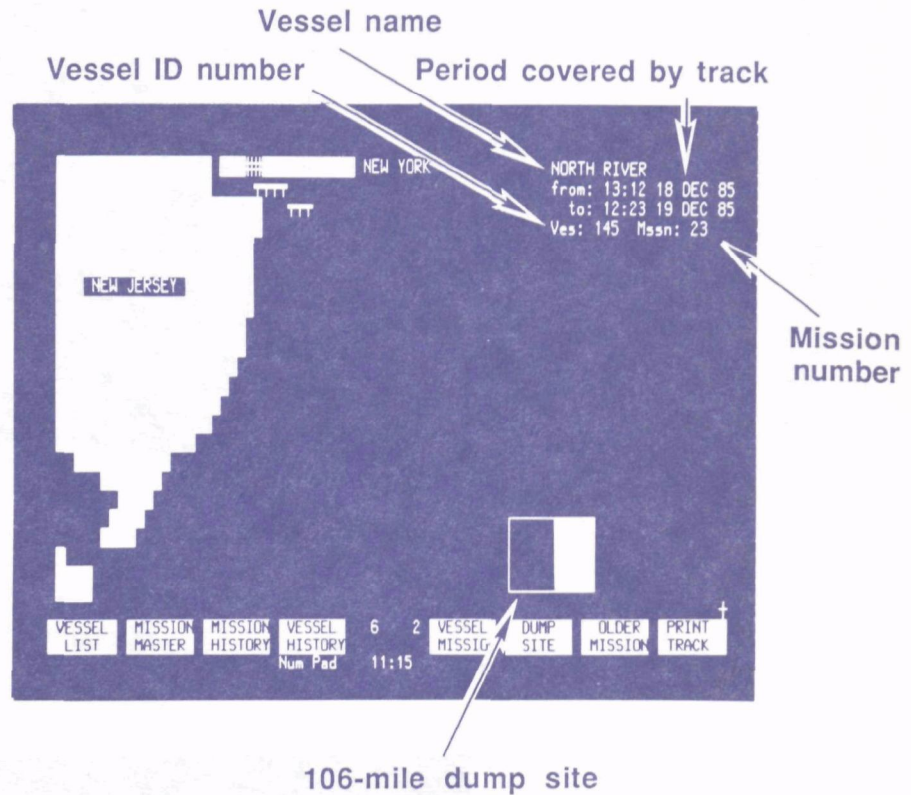 Vessel name
Vessel ID number
Period covered by track
NEW YORK
NORTH RIVER
from: 13:12 18 DEC 85
to: 12:23 19 DEC 85
Ves: 145 Mssn: 23
NEW JERSEY
Mission
number
VESSEL LIST
MISSION MASTER
MISSION HISTORY
VESSEL HISTORY
6 2
VESSEL MISSIG
DUMP SITE
OLDER MISSION
PRINT TRACK
Num Pad 11:15
106-mile dump site